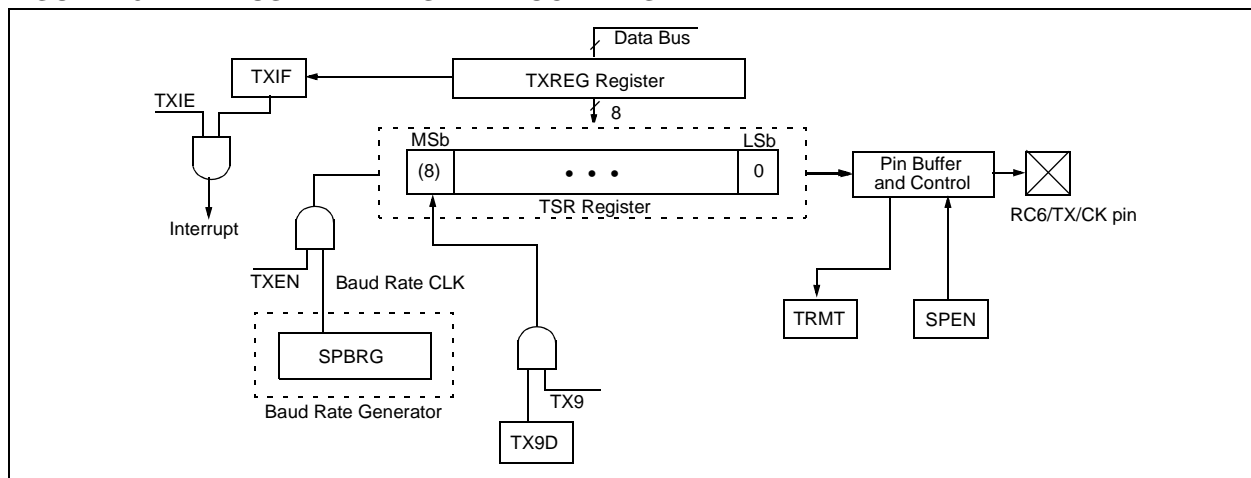 Data Bus
TXIF
TXREG Register
TXIE
8
MSb
LSb
(8)
• • •
0
Pin Buffer
and Control
TSR Register
Interrupt
RC6/TX/CK pin
TXEN
Baud Rate CLK
TRMT
SPEN
SPBRG
TX9
Baud Rate Generator
TX9D